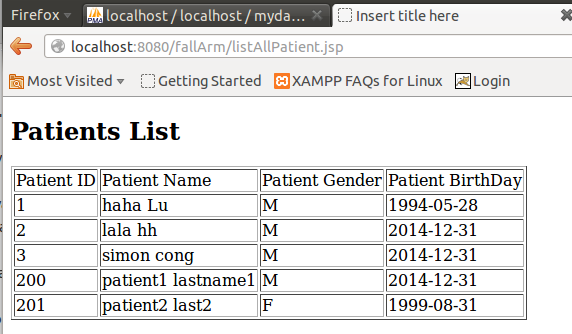 Firefox localhost / localhost / myda... Insert title here
localhost:8080/fallArm/listAllPatient.jsp
Most Visited Getting Started XAMPP FAQs for Linux Login
Patients List
Patient ID Patient Name Patient Gender Patient BirthDay
1 haha Lu M 1994-05-28
2 lala hh M 2014-12-31
3 simon cong M 2014-12-31
200 patient1 lastname1 M 2014-12-31
201 patient2 last2 F 1999-08-31